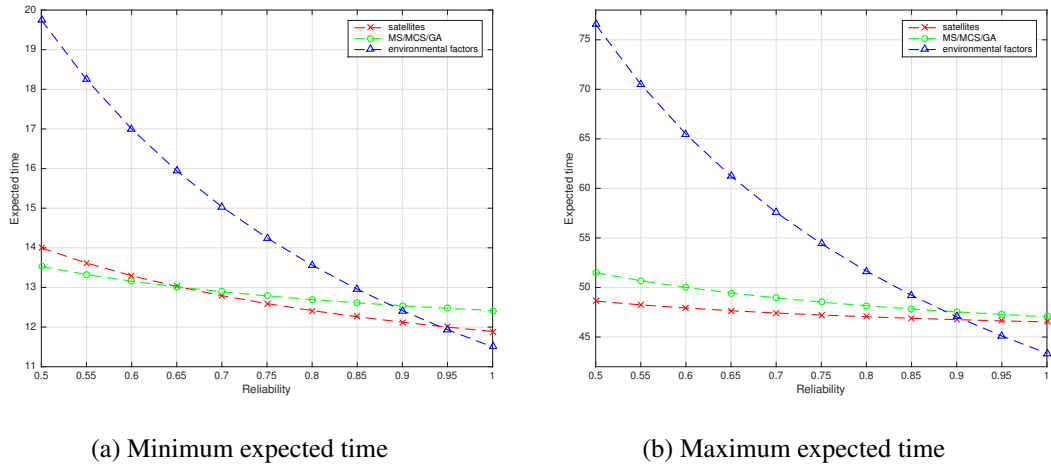 20
19
18
17
16
15
14
13
12
11
Expected time
0.5 0.55 0.6 0.65 0.7 0.75 0.8 0.85 0.9 0.95 1
Reliability
satellites
MS/MCS/GA
environmental factors
(a) Minimum expected time
75
70
65
60
55
50
45
Expected time
0.5 0.55 0.6 0.65 0.7 0.75 0.8 0.85 0.9 0.95 1
Reliability
satellites
MS/MCS/GA
environmental factors
(b) Maximum expected time